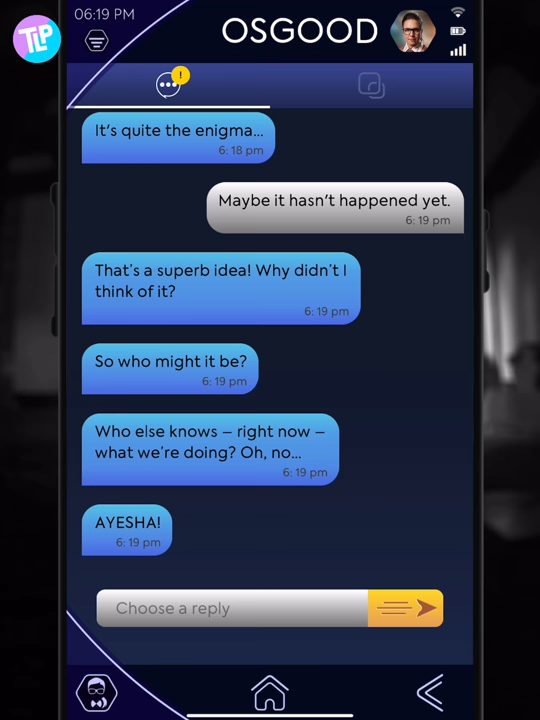 06:19 PM
TLP
OSGOOD
!
It's quite the enigma...
6: 18 pm
Maybe it hasn't happened yet.
6: 19 pm
That's a superb idea! Why didn't I
think of it?
6: 19 pm
So who might it be?
6: 19 pm
Who else knows – right now –
what we're doing? Oh, no...
6: 19 pm
AYESHA!
6: 19 pm
Choose a reply